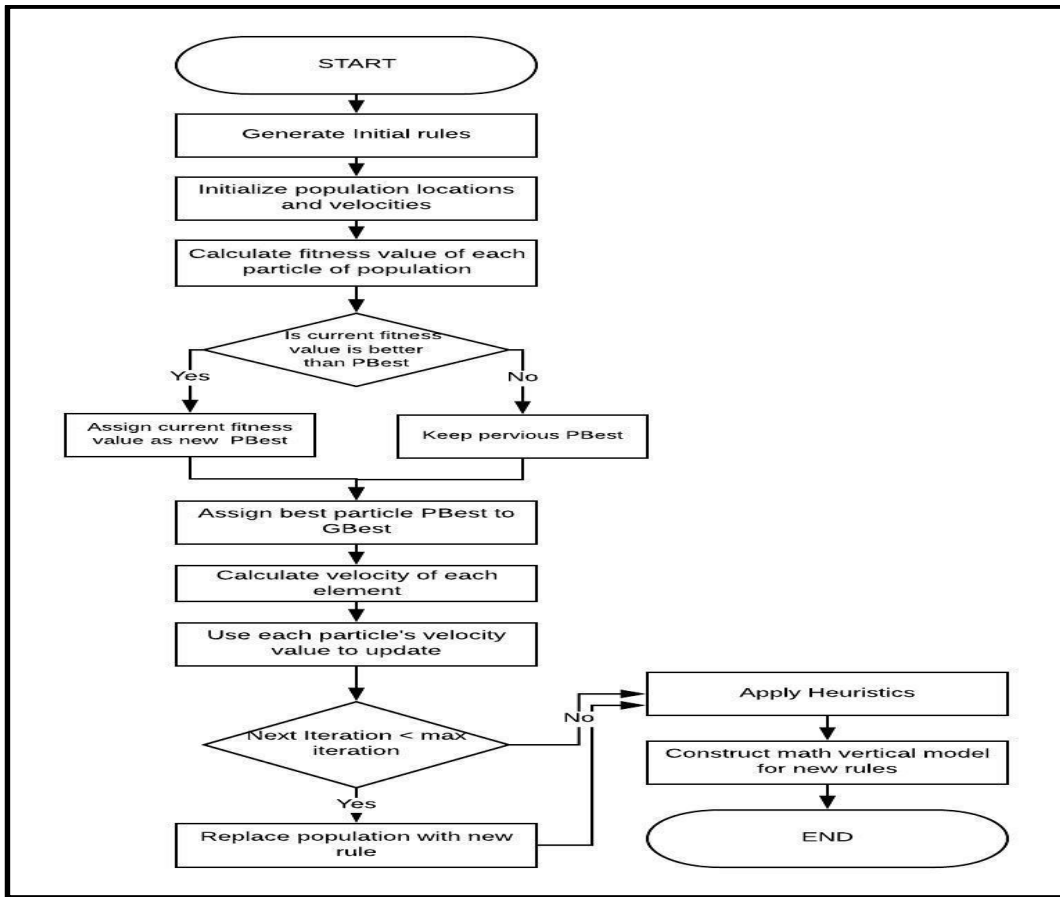 START
Generate Initial rules
Initialize population locations
and velocities
Calculate fitness value of each
particle of population
Is current fitness
value is better
than PBest
Yes
No
Assign current fitness
value as new PBest
Keep pervious PBest
Assign best particle PBest to
GBest
Calculate velocity of each
element
Use each particle's velocity
value to update
Next Iteration < max
iteration
No
Yes
Replace population with new
rule
Apply Heuristics
Construct math vertical model
for new rules
END